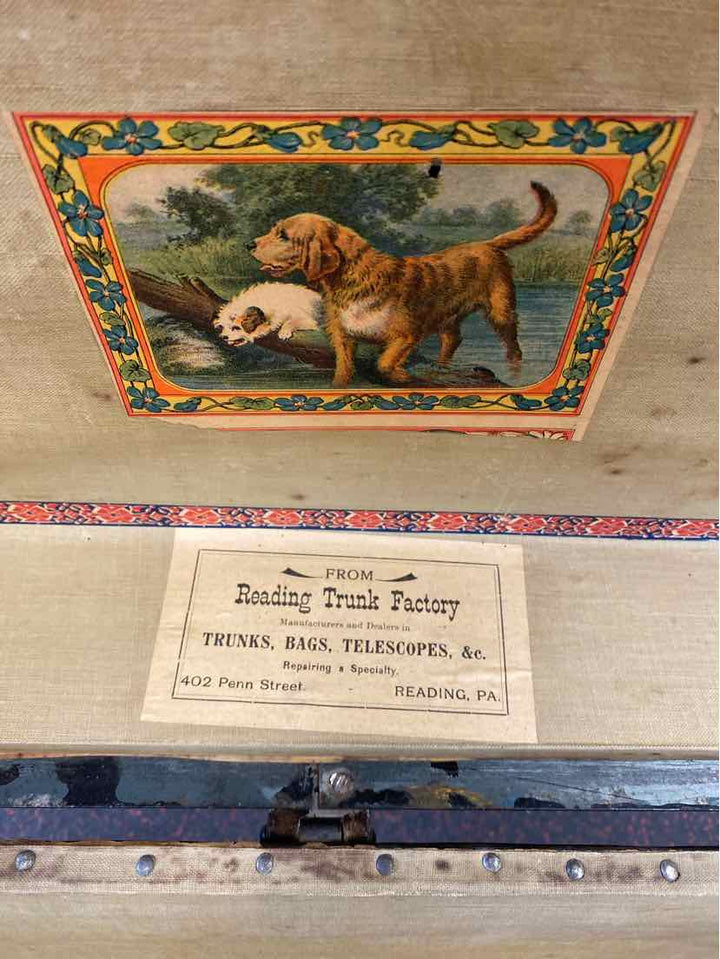 FROM
Reading Trunk Factory
Manufacturers and Dealers in
TRUNKS, BAGS, TELESCOPES, &c.
Repairing a Specialty.
402 Penn Street. - READING, PA.